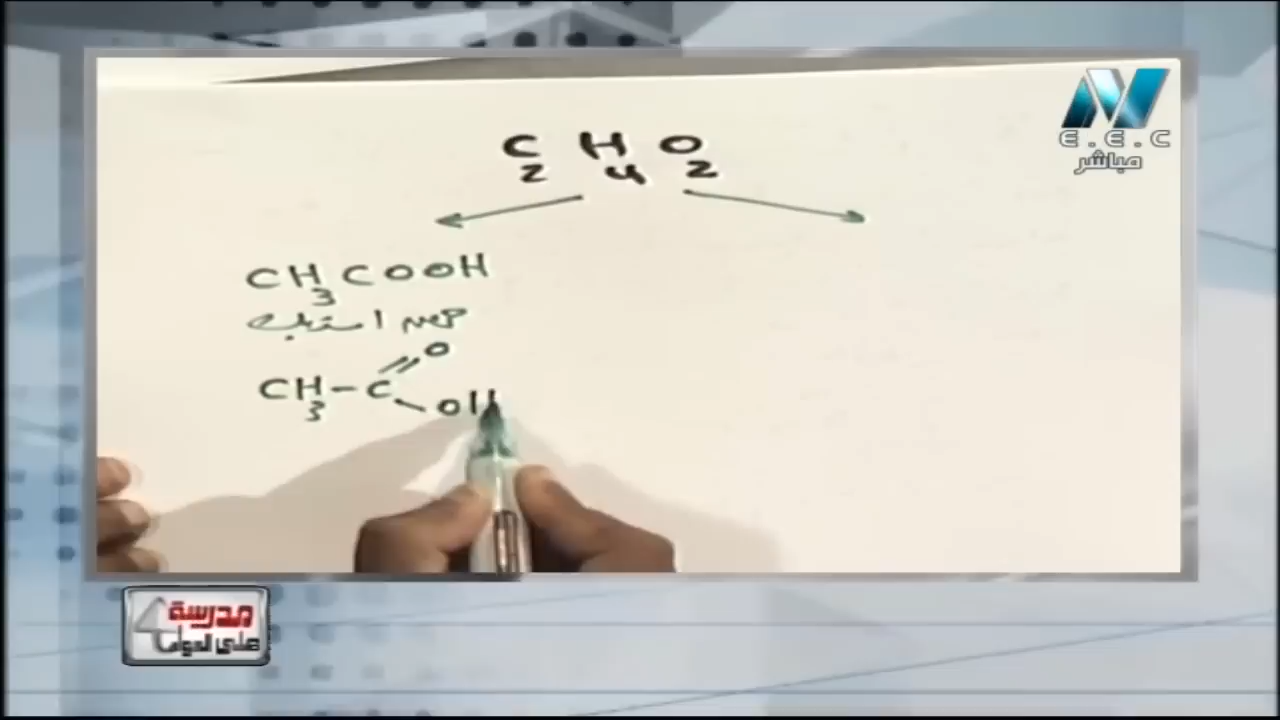 C2H4O2
CH3COOH
حمض استيك
CH3-C
=O
-OH
E.E.C
مباشر
مدرسة
على الهواء